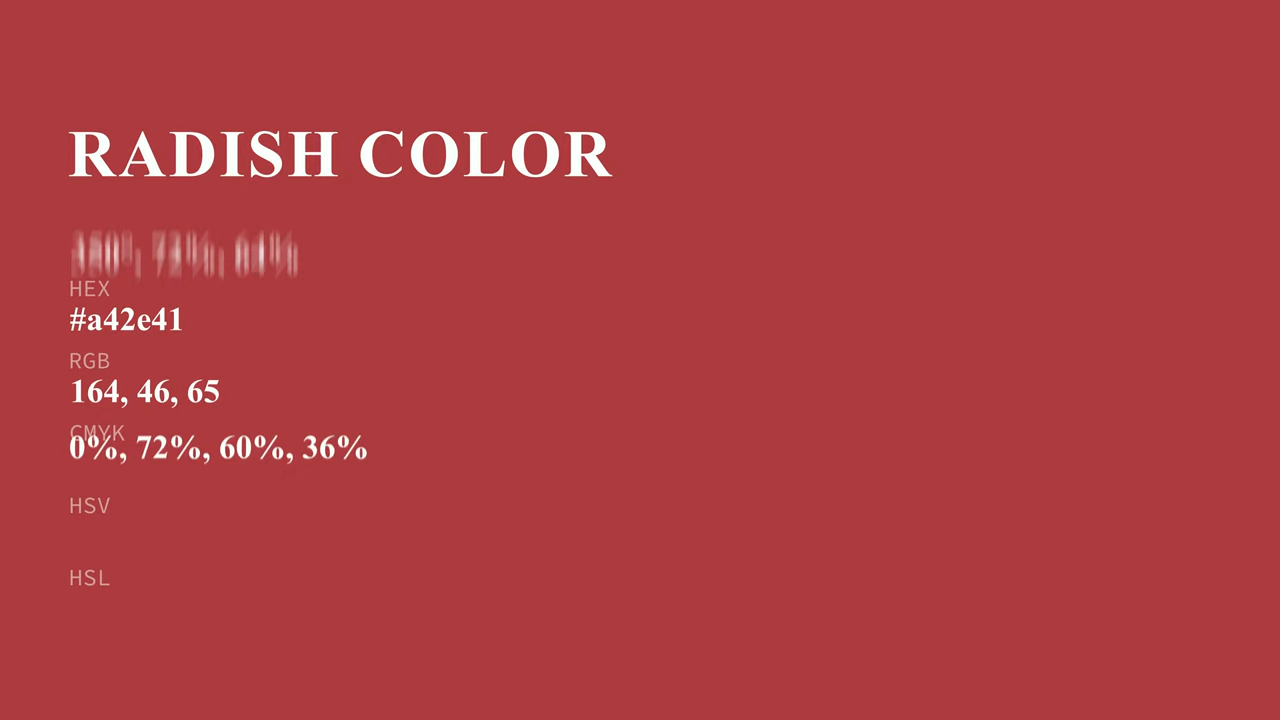 RADISH COLOR
HEX
#a42e41
RGB
164, 46, 65
CMYK
0%, 72%, 60%, 36%
HSV
HSL